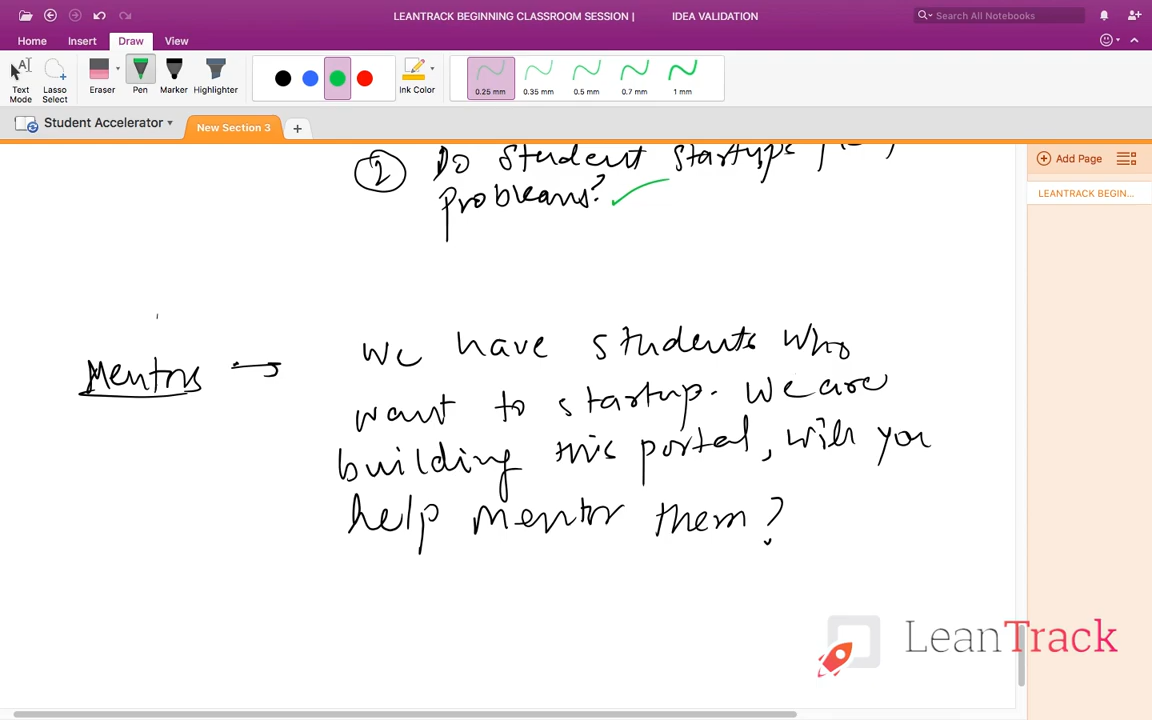 LEANTRACK BEGINNING CLASSROOM SESSION | IDEA VALIDATION
Search All Notebooks
Home Insert Draw View
Text Mode
Lasso Select
Eraser
Pen
Marker
Highlighter
Ink Color
0.25 mm
0.35 mm
0.5 mm
0.7 mm
1 mm
Student Accelerator
New Section 3
Add Page
LEANTRACK BEGIN...
2 Do student startups
problems?
Mentors → We have students who
want to startup. We are
building this portal, will you
help mentor them?
LeanTrack